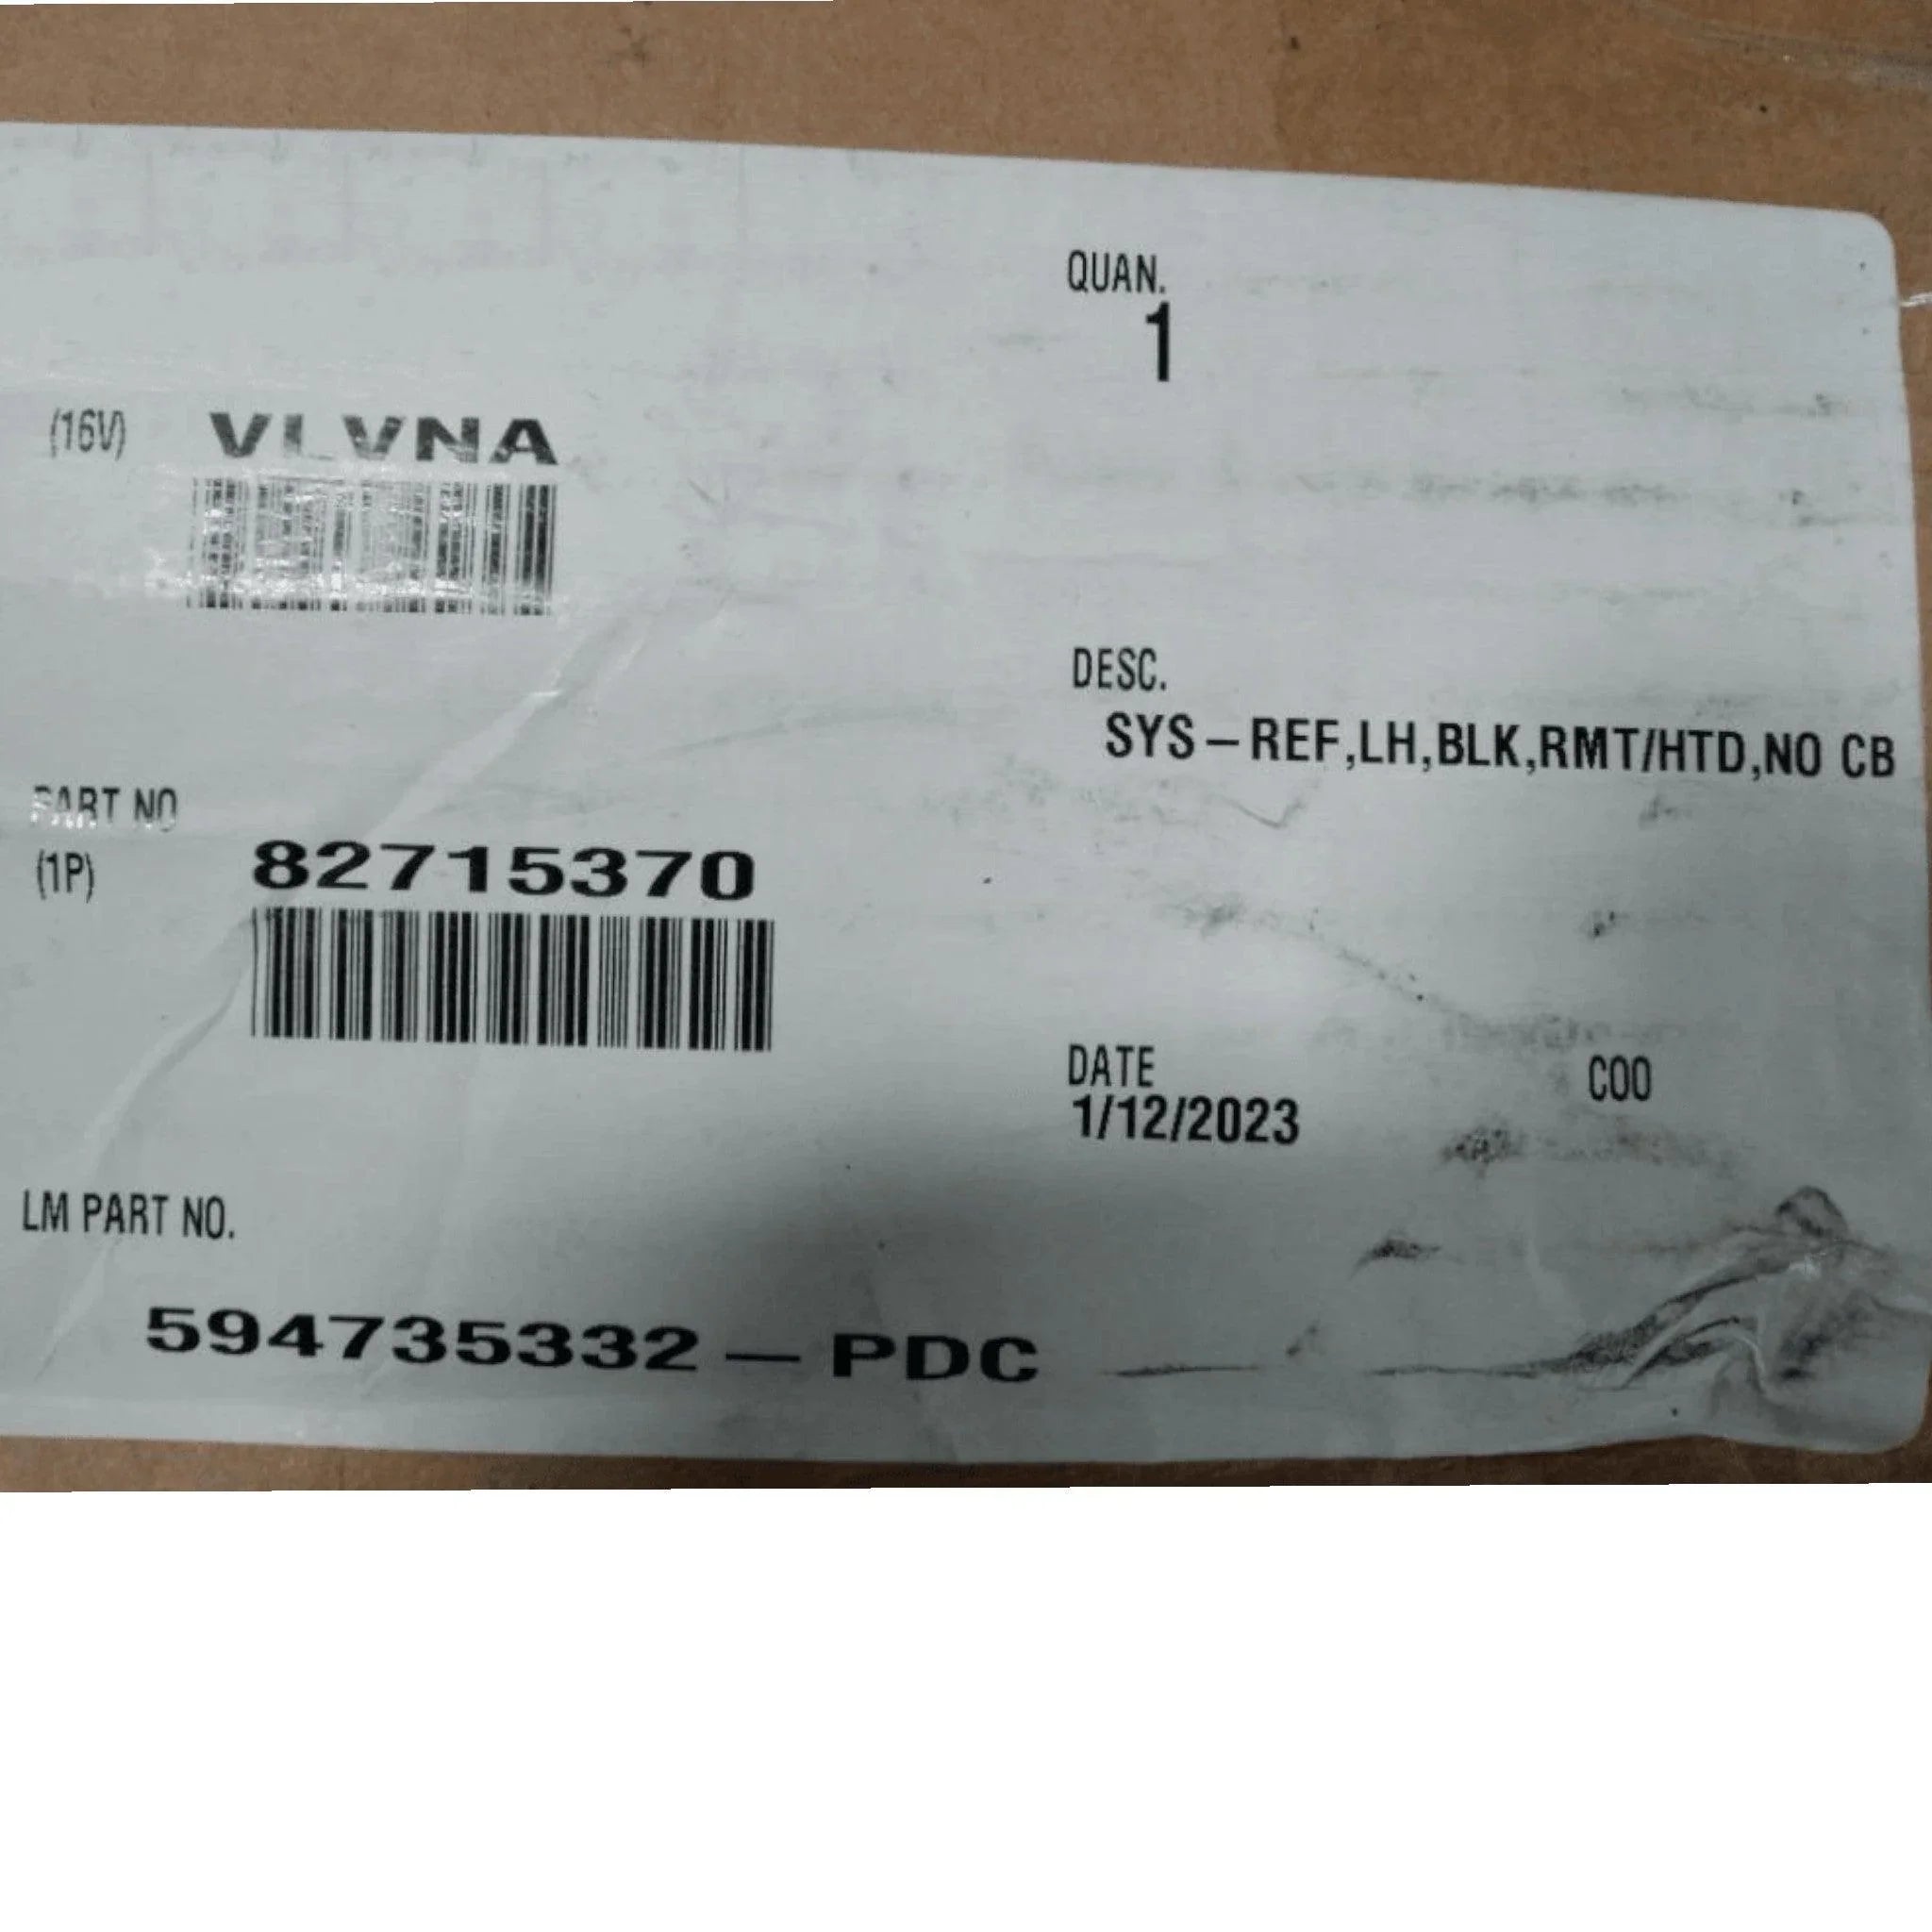 QUAN.
1
(16V) VLVNA
DESC.
SYS-REF,LH,BLK,RMT/HTD,NO CB
PART NO
(1P) 82715370
DATE
1/12/2023
COO
LM PART NO.
594735332-PDC